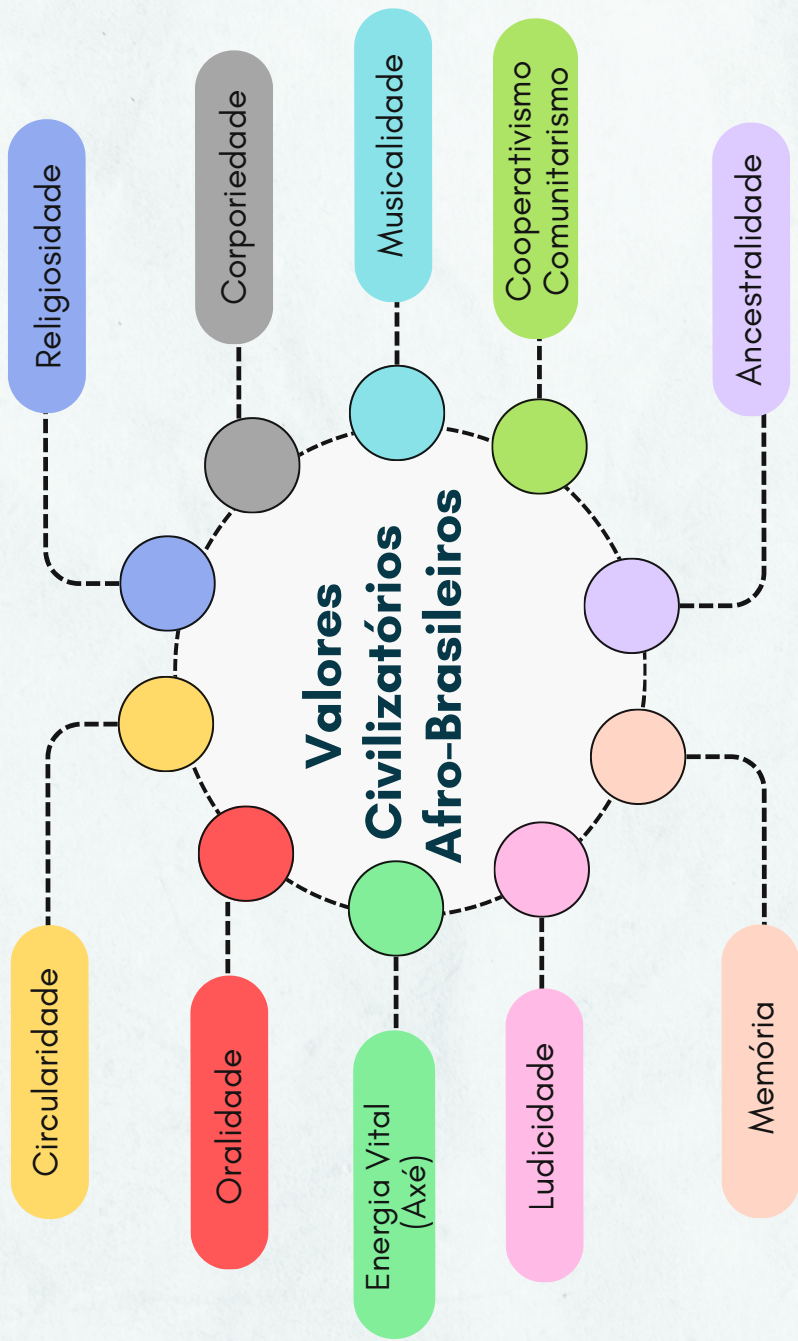 Circularidade
Religiosidade
Oralidade
Corporiedade
Valores
Civilizatórios
Afro-Brasileiros
Energia Vital
(Axé)
Musicalidade
Ludicidade
Cooperativismo
Comunitarismo
Memória
Ancestralidade